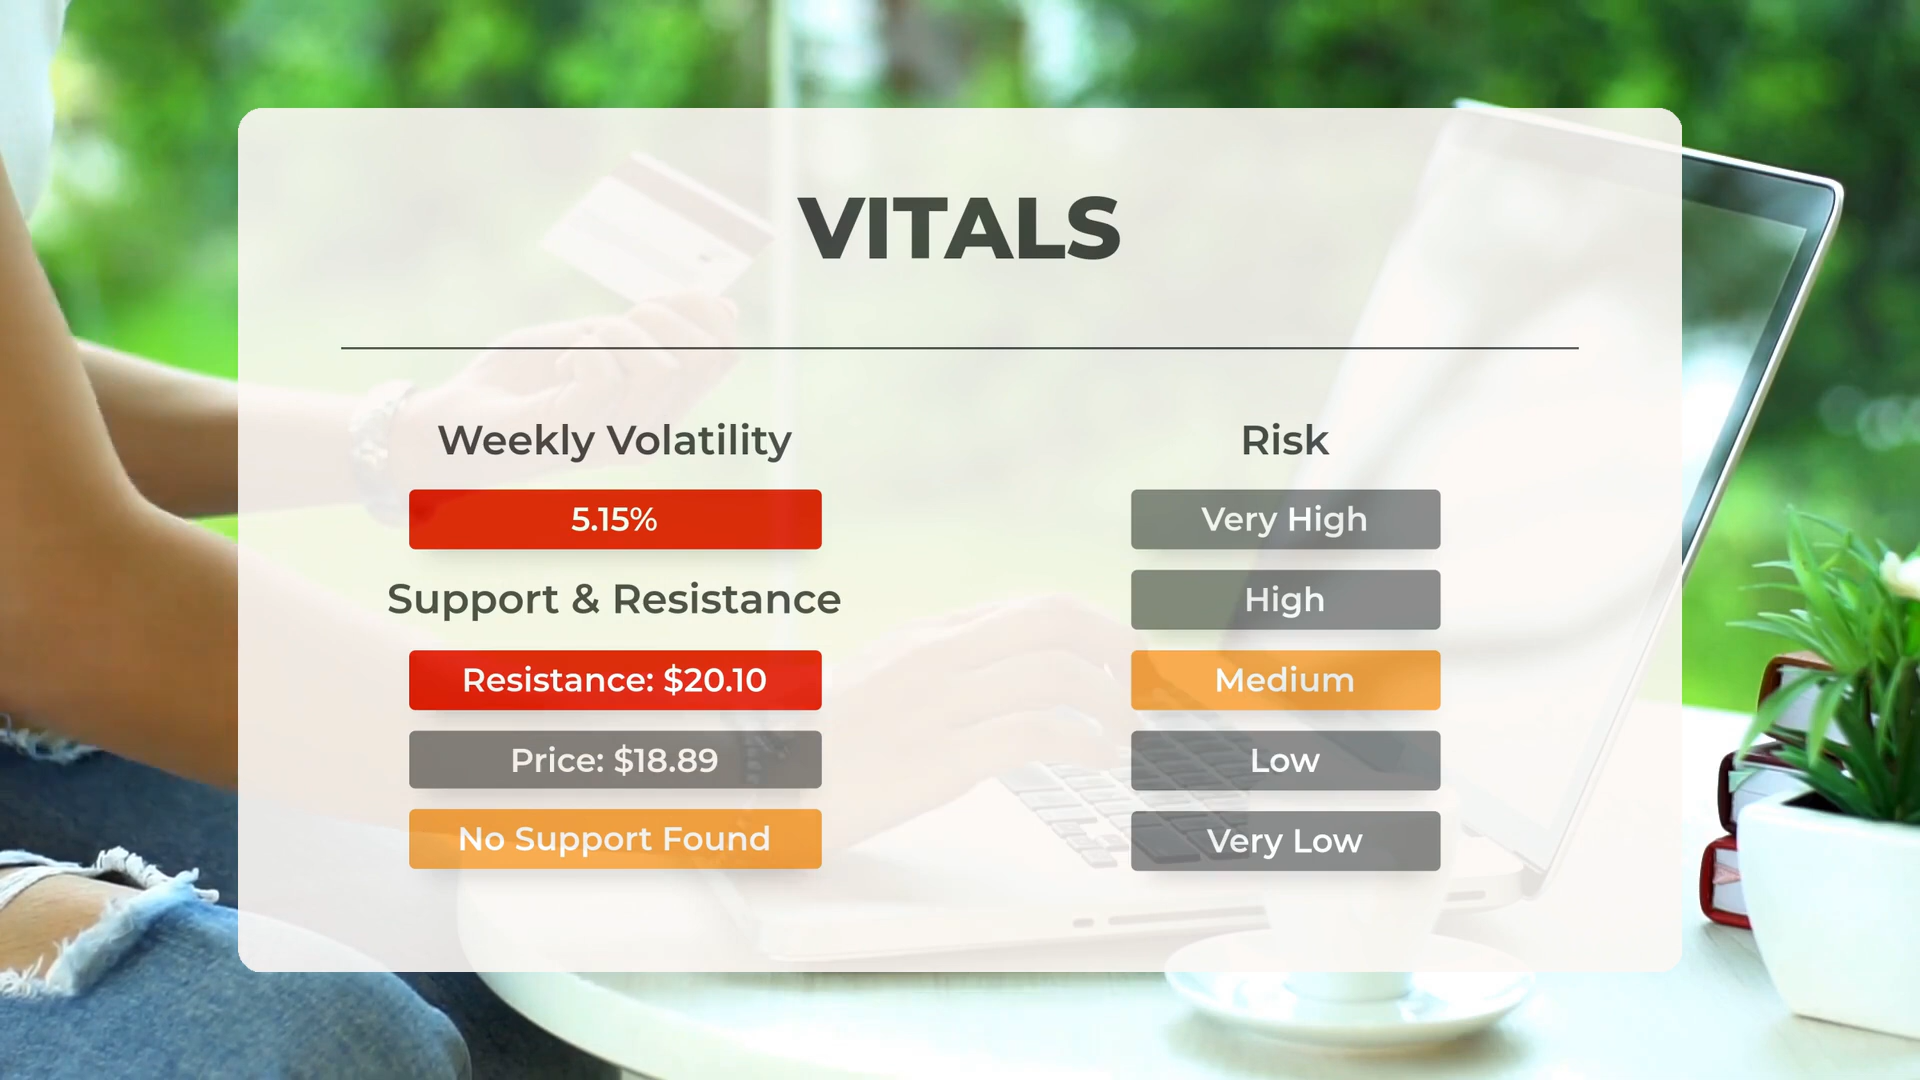 VITALS
Weekly Volatility
5.15%
Support & Resistance
Resistance: $20.10
Price: $18.89
No Support Found
Risk
Very High
High
Medium
Low
Very Low